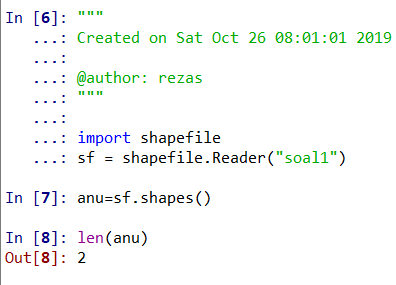 In [6]: """
   ...: Created on Sat Oct 26 08:01:01 2019
   ...:
   ...: @author: rezas
   ...: """
   ...:
   ...: import shapefile
   ...: sf = shapefile.Reader("soal1")
In [7]: anu=sf.shapes()
In [8]: len(anu)
Out[8]: 2